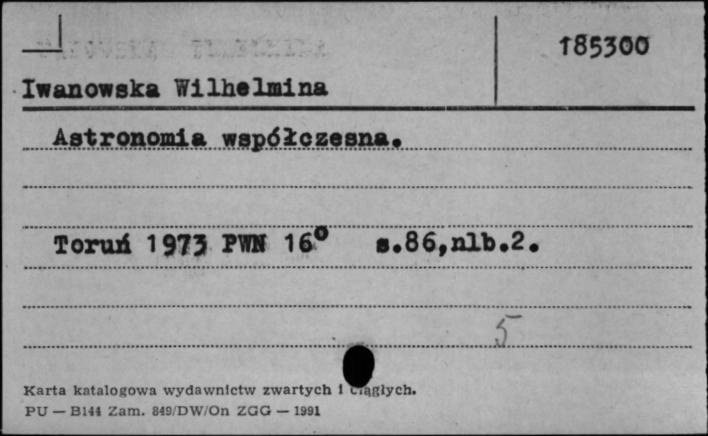 185300
Iwanowska Wilhelmina
Astronomia współczesna.
Toruń 1973 PWN 16° s.86,nlb.2.
5
Karta katalogowa wydawnictw zwartych i ciągłych.
PU — B144 Zam. 849/DW/On ZGG — 1991